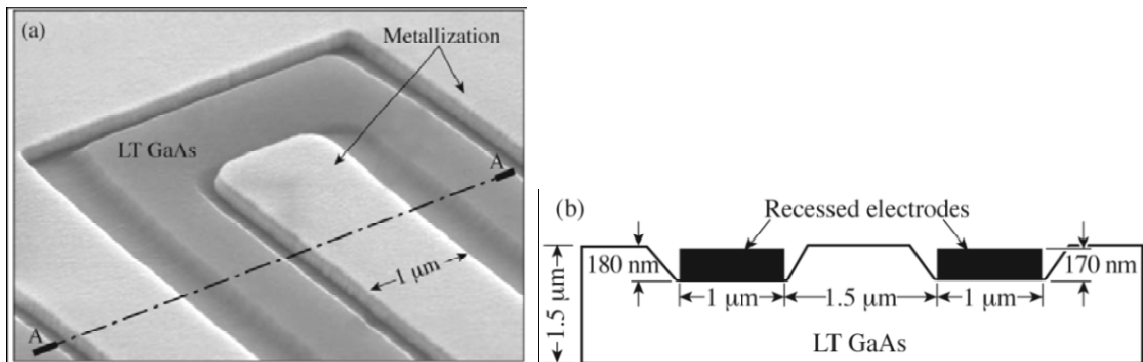 (a)
Metallization
LT GaAs
A
1 μm
A
(b)
Recessed electrodes
180 nm
170 nm
1.5 μm
1 μm
1.5 μm
1 μm
LT GaAs